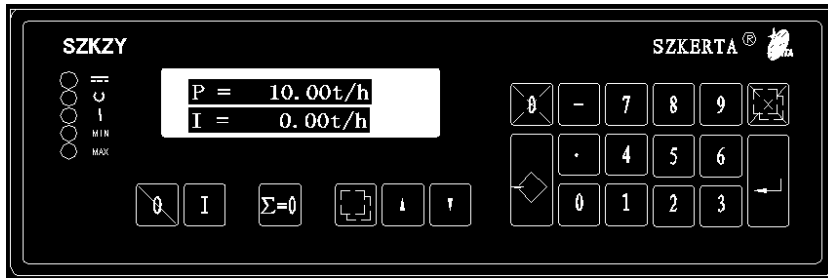 SZKZY
SZKERTA®
P = 10.00t/h
I = 0.00t/h
MIN
MAX
0 - 7 8 9
. 4 5 6
0 1 2 3
0 I Σ=0